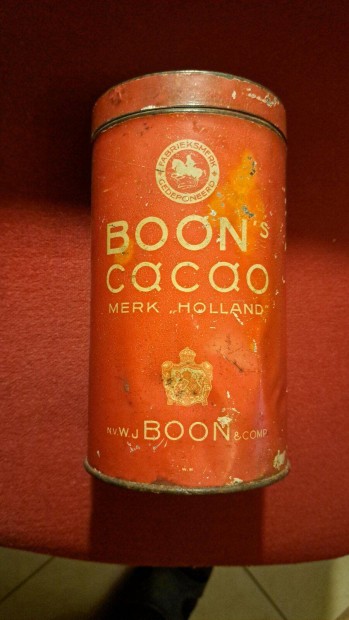 FABRIEKSMERK
GEDEPONEERD
BOON's
cacao
MERK „HOLLAND”
N.V. W.J BOON & COMP